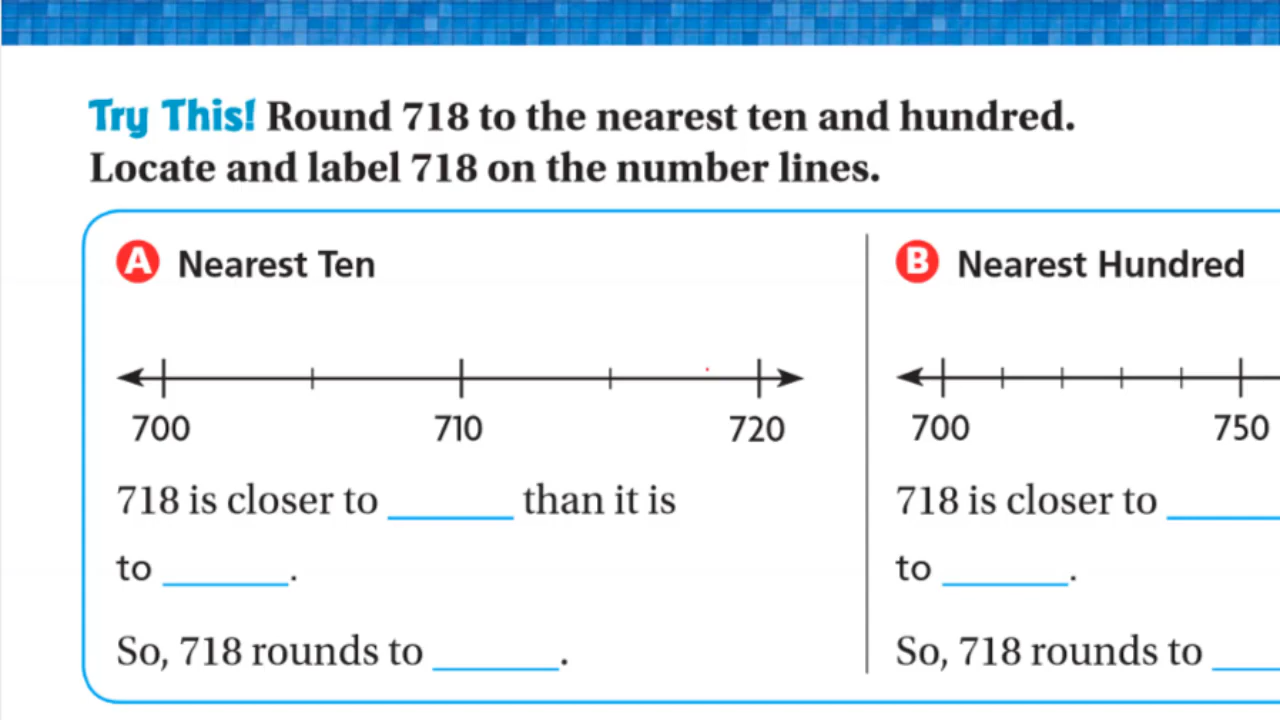 Try This! Round 718 to the nearest ten and hundred.
Locate and label 718 on the number lines.
A Nearest Ten
700 710 720
718 is closer to ______ than it is
to ______.
So, 718 rounds to ______.
B Nearest Hundred
700 750
718 is closer to ______
to ______.
So, 718 rounds to ______